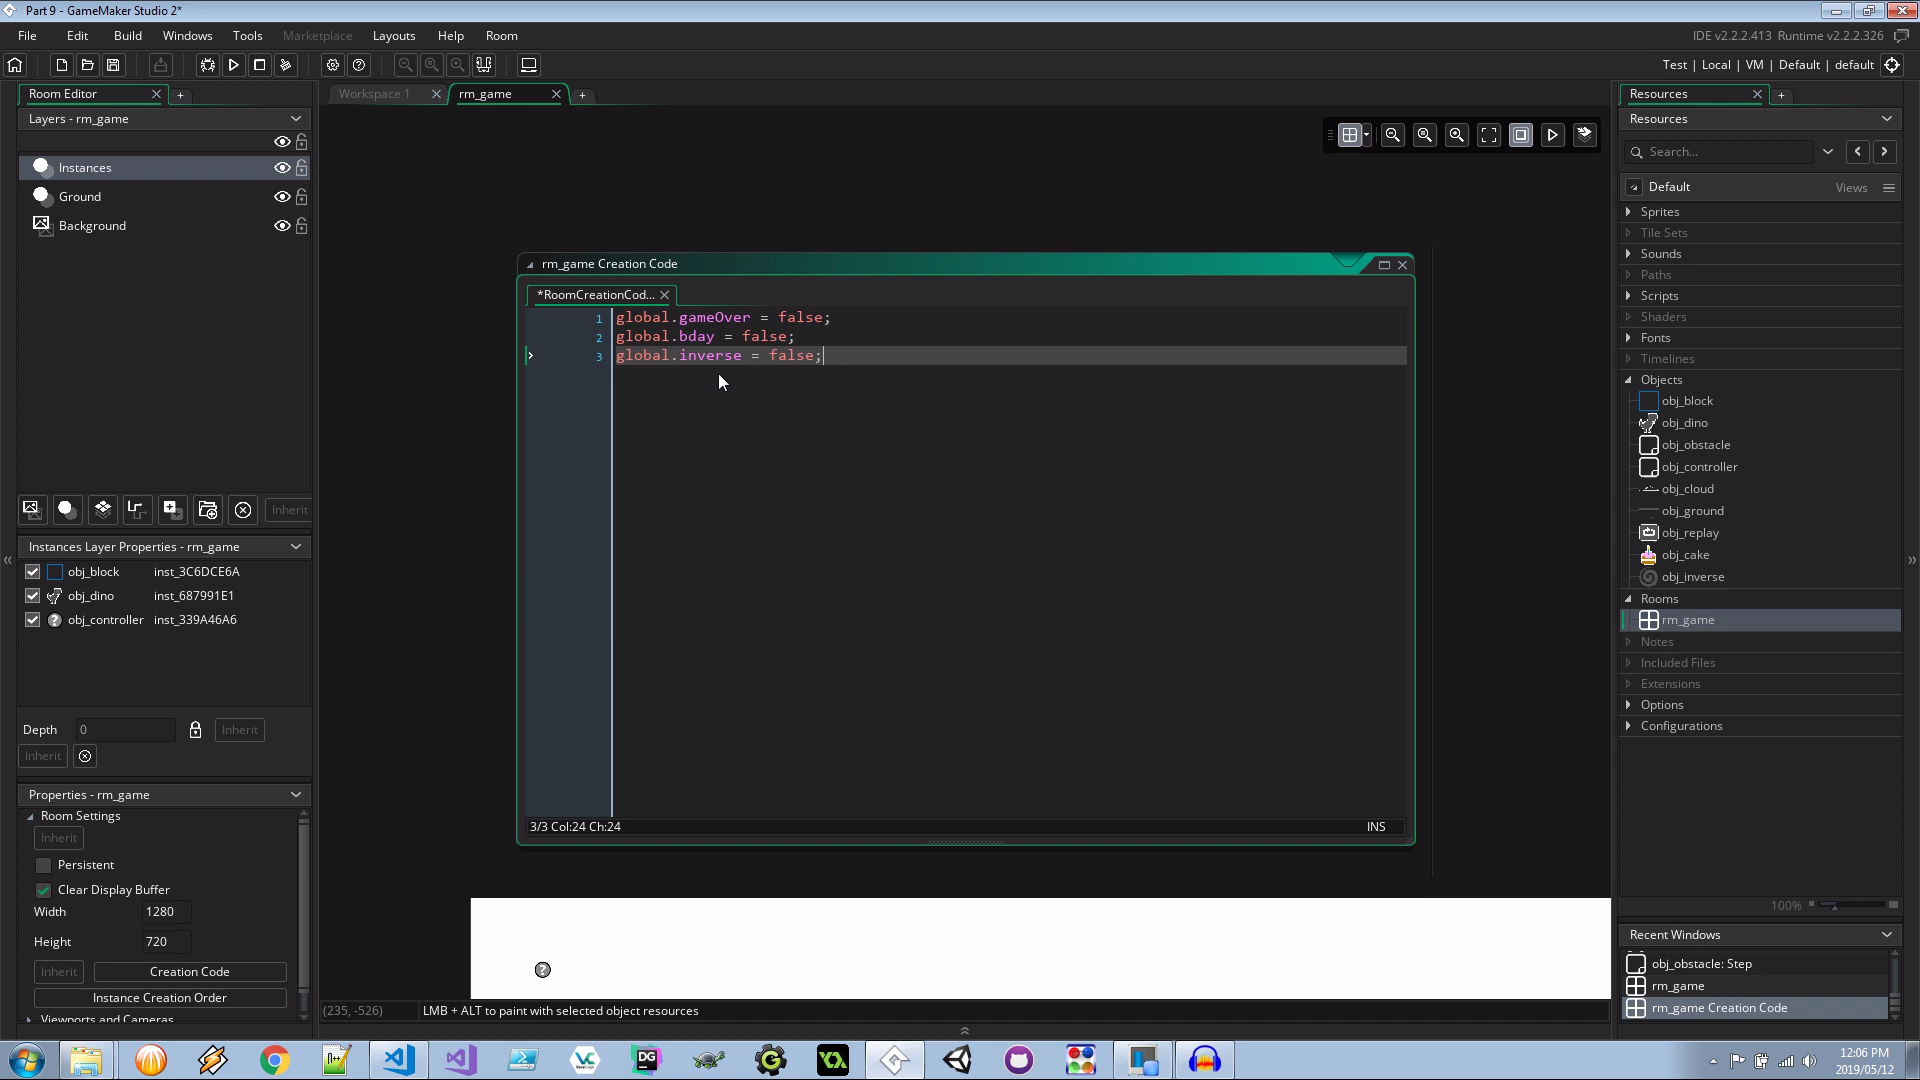 Part 9 - GameMaker Studio 2*
File Edit Build Windows Tools Marketplace Layouts Help Room
IDE v2.2.2.413 Runtime v2.2.2.326
Test | Local | VM | Default | default
Room Editor
Layers - rm_game
Instances
Ground
Background
Inherit
Instances Layer Properties - rm_game
obj_block inst_3C6DCE6A
obj_dino inst_687991E1
obj_controller inst_339A46A6
Depth 0 Inherit
Inherit
Properties - rm_game
Room Settings
Inherit
Persistent
Clear Display Buffer
Width 1280
Height 720
Inherit Creation Code
Instance Creation Order
Viewports and Cameras
Workspace 1 rm_game
rm_game Creation Code
*RoomCreationCod...
1 global.gameOver = false;
2 global.bday = false;
3 global.inverse = false;
3/3 Col:24 Ch:24 INS
(235, -526) LMB + ALT to paint with selected object resources
Resources
Resources
Search...
Default Views
Sprites
Tile Sets
Sounds
Paths
Scripts
Shaders
Fonts
Timelines
Objects
obj_block
obj_dino
obj_obstacle
obj_controller
obj_cloud
obj_ground
obj_replay
obj_cake
obj_inverse
Rooms
rm_game
Notes
Included Files
Extensions
Options
Configurations
100%
Recent Windows
obj_obstacle: Step
rm_game
rm_game Creation Code
DG
12:06 PM
2019/05/12